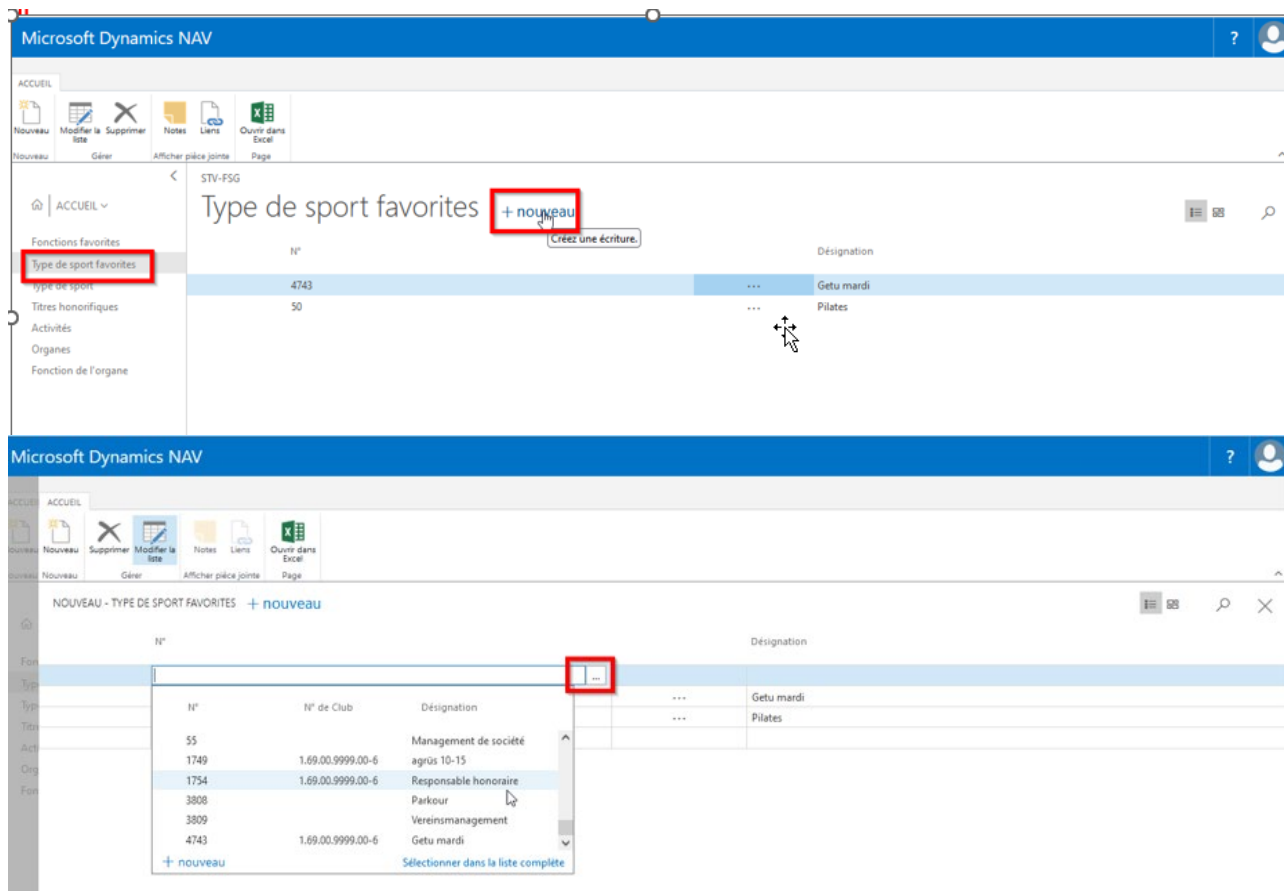 Microsoft Dynamics NAV ?
ACCUEIL
Nouveau Modifier la liste Supprimer Notes Liens Ouvrir dans Excel
Nouveau Gérer Afficher pièce jointe Page
STV-FSG
ACCUEIL
Type de sport favorites + nouveau
Créez une écriture.
Fonctions favorites
Type de sport favorites
Type de sport
Titres honorifiques
Activités
Organes
Fonction de l'organe
N° Désignation
4743 ... Getu mardi
50 ... Pilates
Microsoft Dynamics NAV ?
ACCUEIL
Nouveau Supprimer Modifier la liste Notes Liens Ouvrir dans Excel
Nouveau Gérer Afficher pièce jointe Page
NOUVEAU - TYPE DE SPORT FAVORITES + nouveau
N° Désignation
...
... Getu mardi
... Pilates
N° N° de Club Désignation
55 Management de société
1749 1.69.00.9999.00-6 agrüs 10-15
1754 1.69.00.9999.00-6 Responsable honoraire
3808 Parkour
3809 Vereinsmanagement
4743 1.69.00.9999.00-6 Getu mardi
+ nouveau Sélectionner dans la liste complète